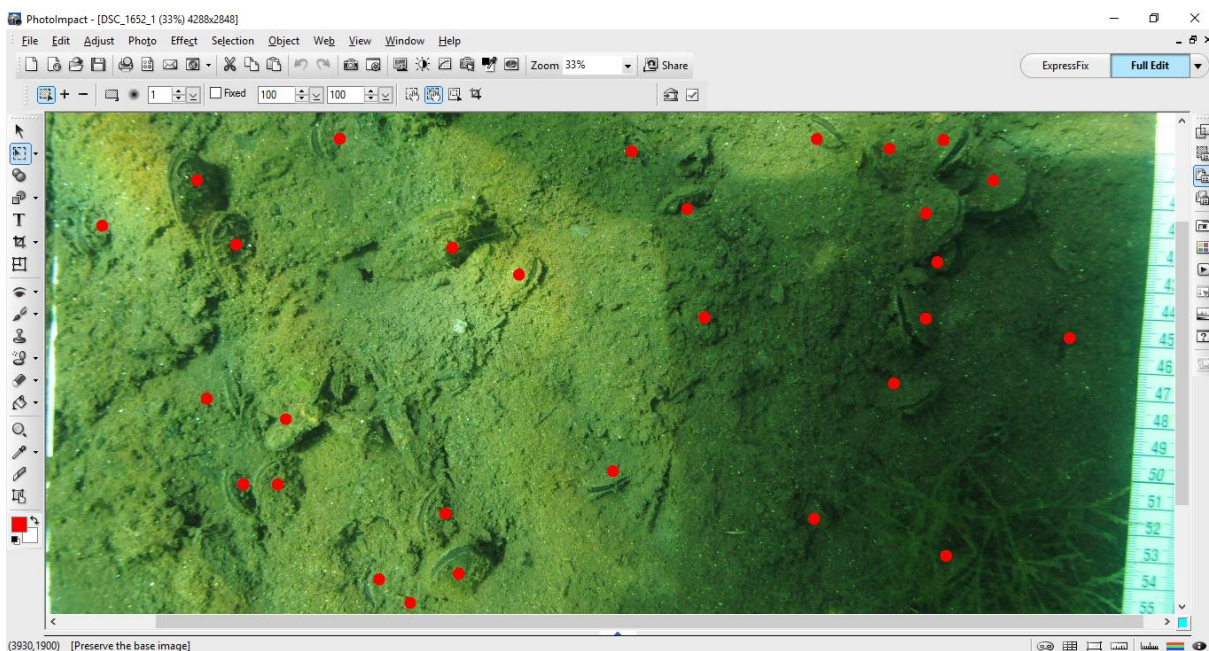 PhotoImpact - [DSC_1652_1 (33%) 4288x2848]
File Edit Adjust Photo Effect Selection Object Web View Window Help
Zoom 33% Share ExpressFix Full Edit
1 Fixed 100 100
T
44
45
46
47
48
49
50
51
52
53
54
55
(3930,1900) [Preserve the base image]